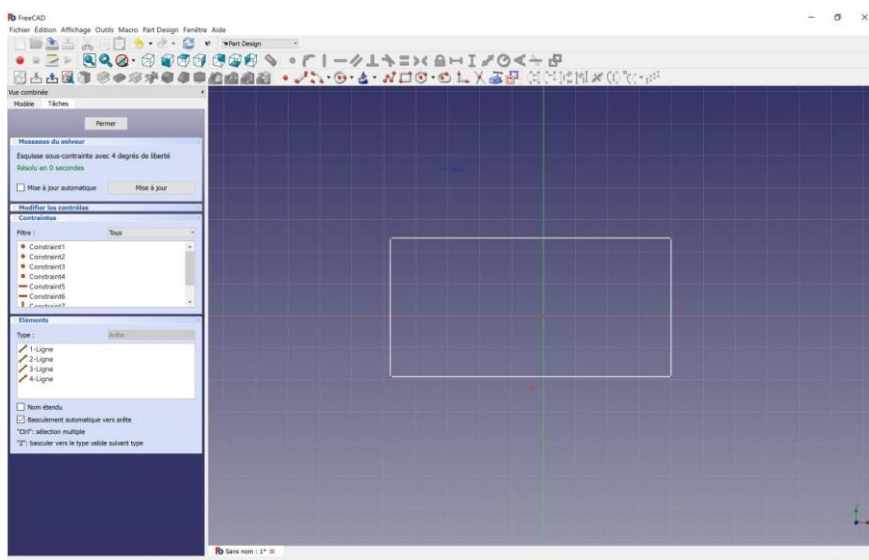 FreeCAD
Fichier Édition Affichage Outils Macro Part Design Fenêtre Aide
Part Design
Vue combinée
Modèle Tâches
Fermer
Messages du solveur
Esquisse sous-contrainte avec 4 degrés de liberté
Résolu en 0 secondes
Mise à jour automatique Mise à jour
Modifier les contrôles
Contraintes
Filtre : Tous
Constraint1
Constraint2
Constraint3
Constraint4
Constraint5
Constraint6
Constraint7
Eléments
Type : Arête
1-Ligne
2-Ligne
3-Ligne
4-Ligne
Nom étendu
Basculement automatique vers arête
"Ctrl": sélection multiple
"Z": basculer vers le type valide suivant type
Sans nom : 1*